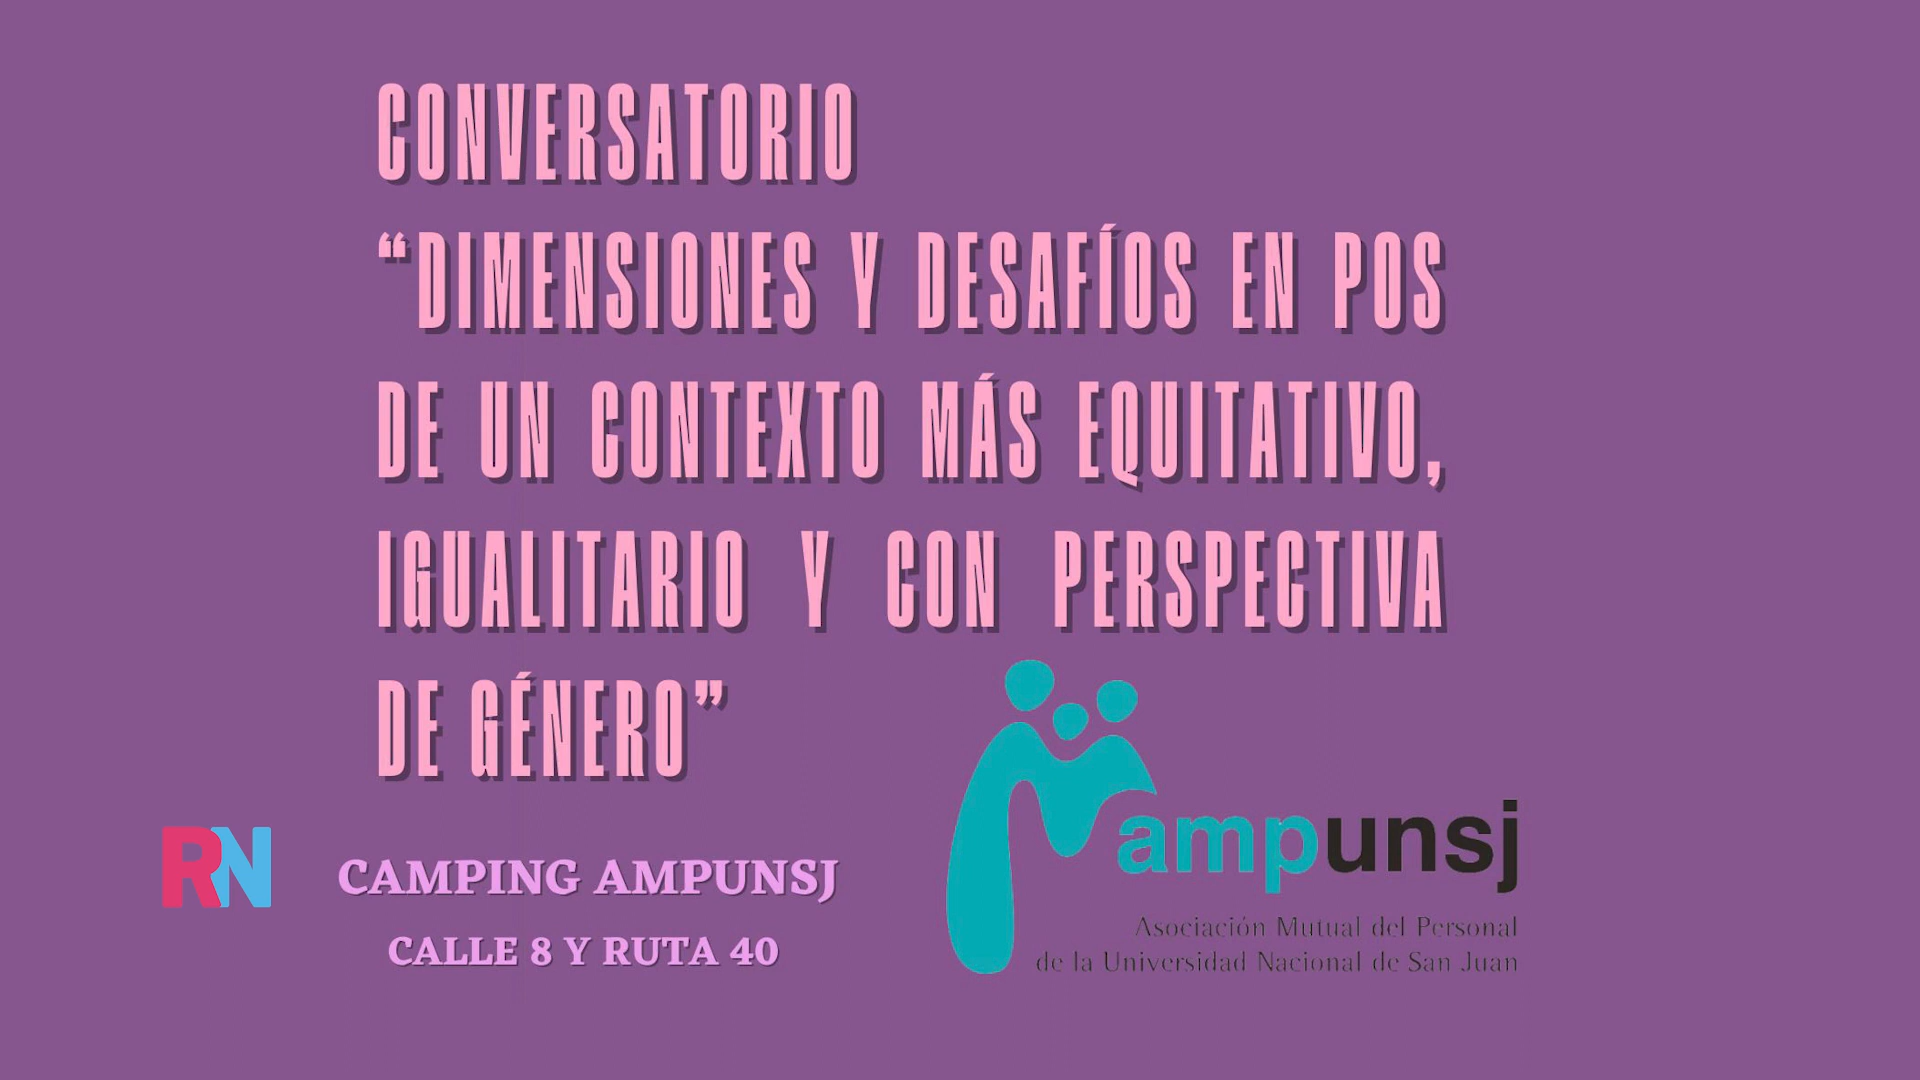 CONVERSATORIO
“DIMENSIONES Y DESAFÍOS EN POS
DE UN CONTEXTO MÁS EQUITATIVO,
IGUALITARIO Y CON PERSPECTIVA
DE GÉNERO”
RN
CAMPING AMPUNSJ
CALLE 8 Y RUTA 40
ampunsj
Asociación Mutual del Personal
de la Universidad Nacional de San Juan